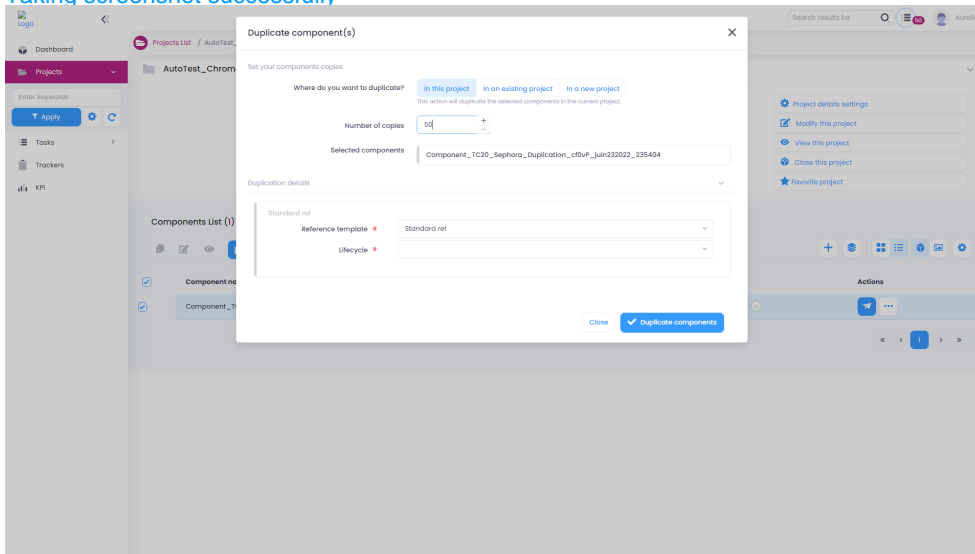 Taking screenshot successfully
Logo
Search results for
50
Dashboard
Projects List / AutoTest_
Projects
AutoTest_Chrom
Enter keywords
Apply
Tasks
Trackers
KPI
Duplicate component(s)
Set your components copies
Where do you want to duplicate?
In this project In an existing project In a new project
This action will duplicate the selected components in the current project.
Number of copies
50
Selected components
Component_TC20_Sephora_Duplication_cf0vP_juin232022_235404
Duplication details
Standard ref
Reference template * Standard ref
Lifecycle *
Close Duplicate components
Project details settings
Modify this project
View this project
Close this project
Favorite project
Components List (1)
Component na
Actions
Component_T
« < 1 > »